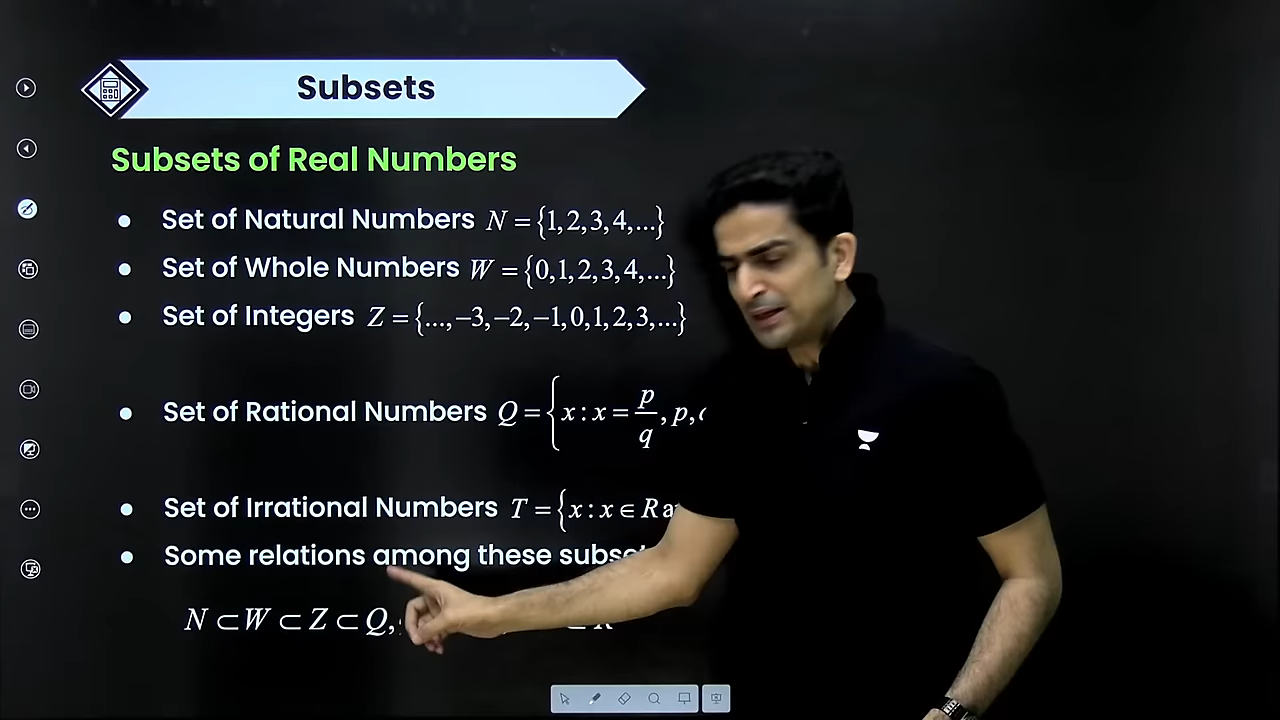 Subsets
Subsets of Real Numbers
• Set of Natural Numbers N = {1, 2, 3, 4, ...}
• Set of Whole Numbers W = {0, 1, 2, 3, 4, ...}
• Set of Integers Z = {..., −3, −2, −1, 0, 1, 2, 3, ...}
• Set of Rational Numbers Q = {x : x = p/q, p,
• Set of Irrational Numbers T = {x : x ∈ R
• Some relations among these
N ⊂ W ⊂ Z ⊂ Q,